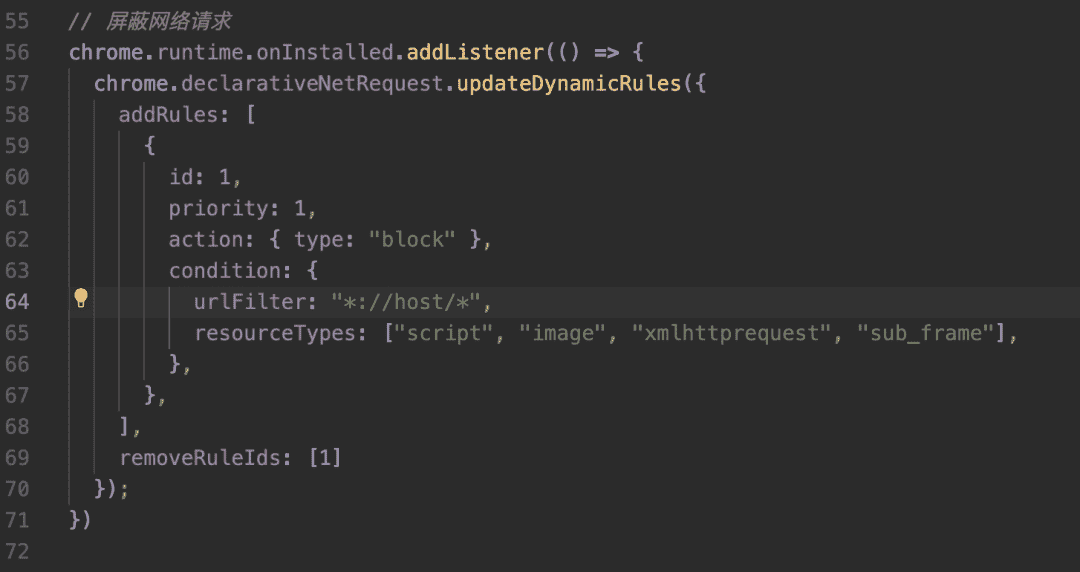 55 // 屏蔽网络请求
56 chrome.runtime.onInstalled.addListener(() => {
57 chrome.declarativeNetRequest.updateDynamicRules({
58 addRules: [
59 {
60 id: 1,
61 priority: 1,
62 action: { type: "block" },
63 condition: {
64 urlFilter: "*://host/*",
65 resourceTypes: ["script", "image", "xmlhttprequest", "sub_frame"],
66 },
67 },
68 ],
69 removeRuleIds: [1]
70 });
71 })
72